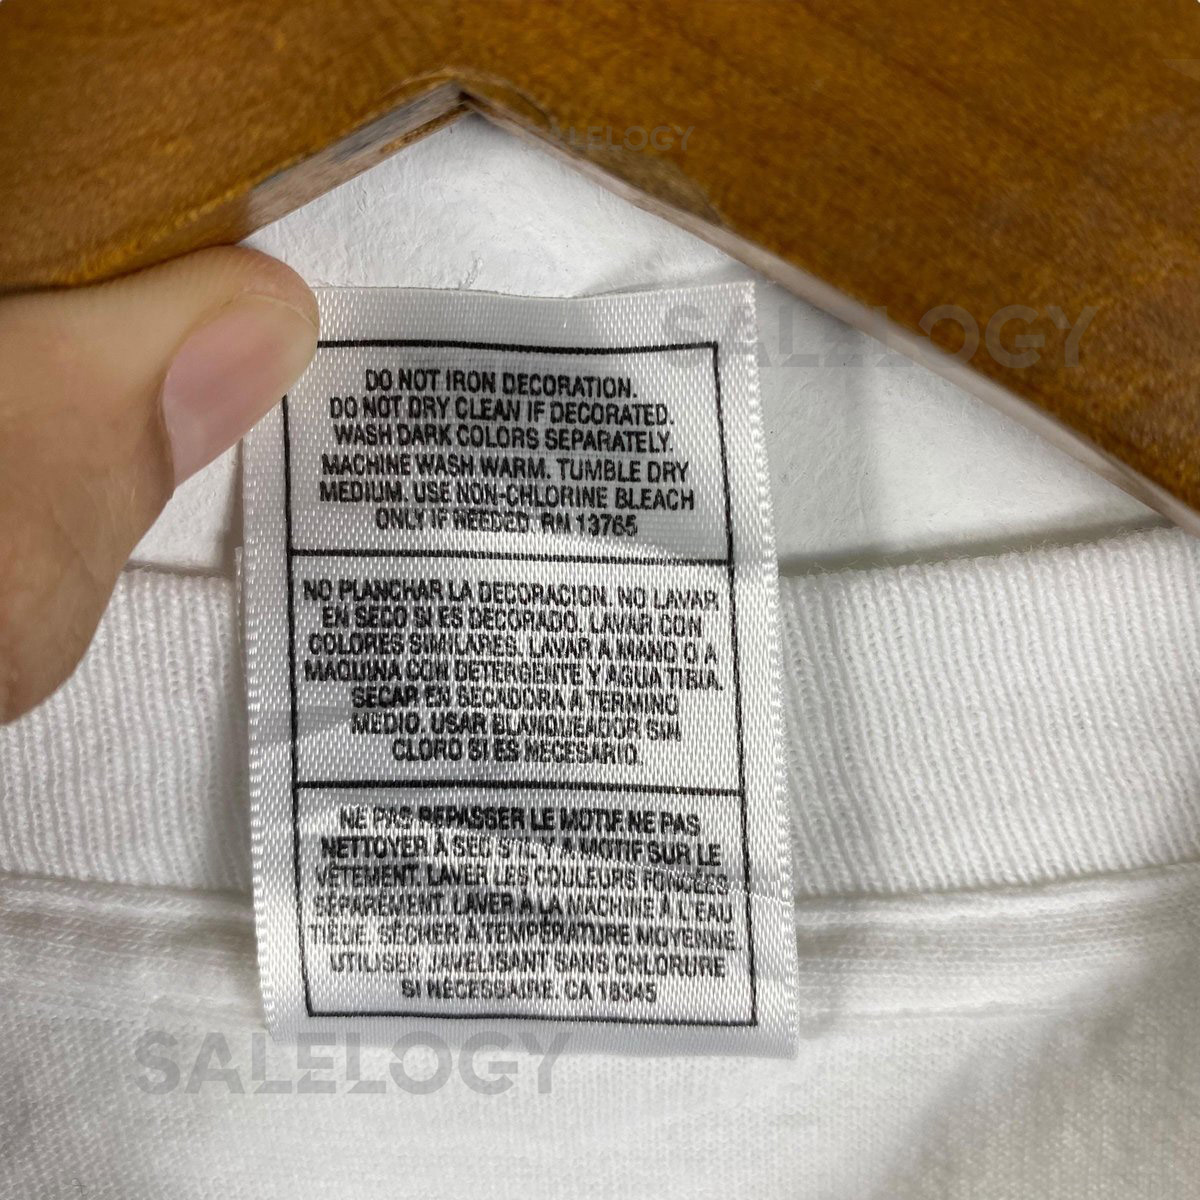 SALELOGY
SALELOGY
DO NOT IRON DECORATION.
DO NOT DRY CLEAN IF DECORATED.
WASH DARK COLORS SEPARATELY.
MACHINE WASH WARM. TUMBLE DRY
MEDIUM. USE NON-CHLORINE BLEACH
ONLY IF NEEDED RN 13765
NO PLANCHAR LA DECORACION. NO LAVAR
EN SECO SI ES DECORADO. LAVAR CON
COLORES SIMILARES. LAVAR A MANO O A
MAQUINA CON DETERGENTE Y AGUA TIBIA.
SECAR EN SECADORA A TERMINO
MEDIO. USAR BLANQUEADOR SIN
CLORO SI ES NECESARIO.
NE PAS REPASSER LE MOTIF. NE PAS
NETTOYER À SEC S'IL Y A MOTIF SUR LE
VÊTEMENT. LAVER LES COULEURS FONCÉES
SÉPAREMENT. LAVER À LA MACHINE À L'EAU
TIÈDE. SÉCHER À TEMPÉRATURE MOYENNE
UTILISER JAVELISANT SANS CHLORURE
SI NÉCESSAIRE. CA 18345
SALELOGY